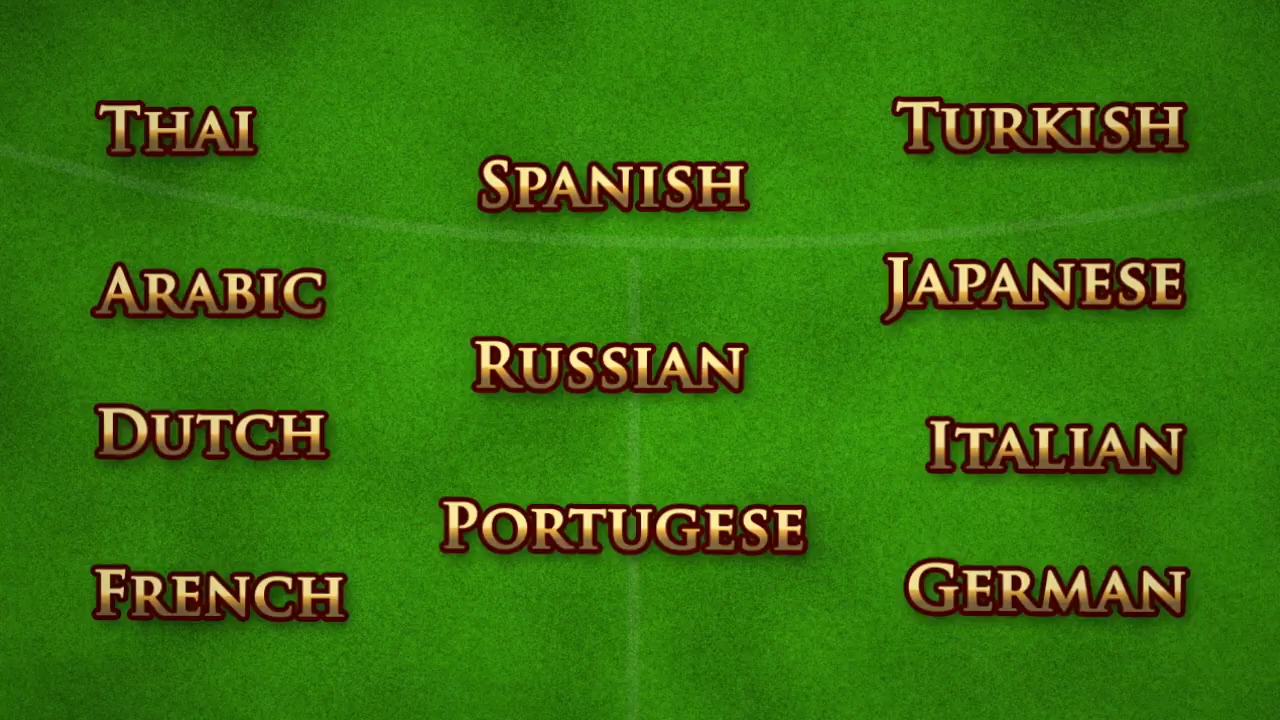 Thai
Spanish
Turkish
Arabic
Japanese
Russian
Dutch
Italian
Portugese
French
German